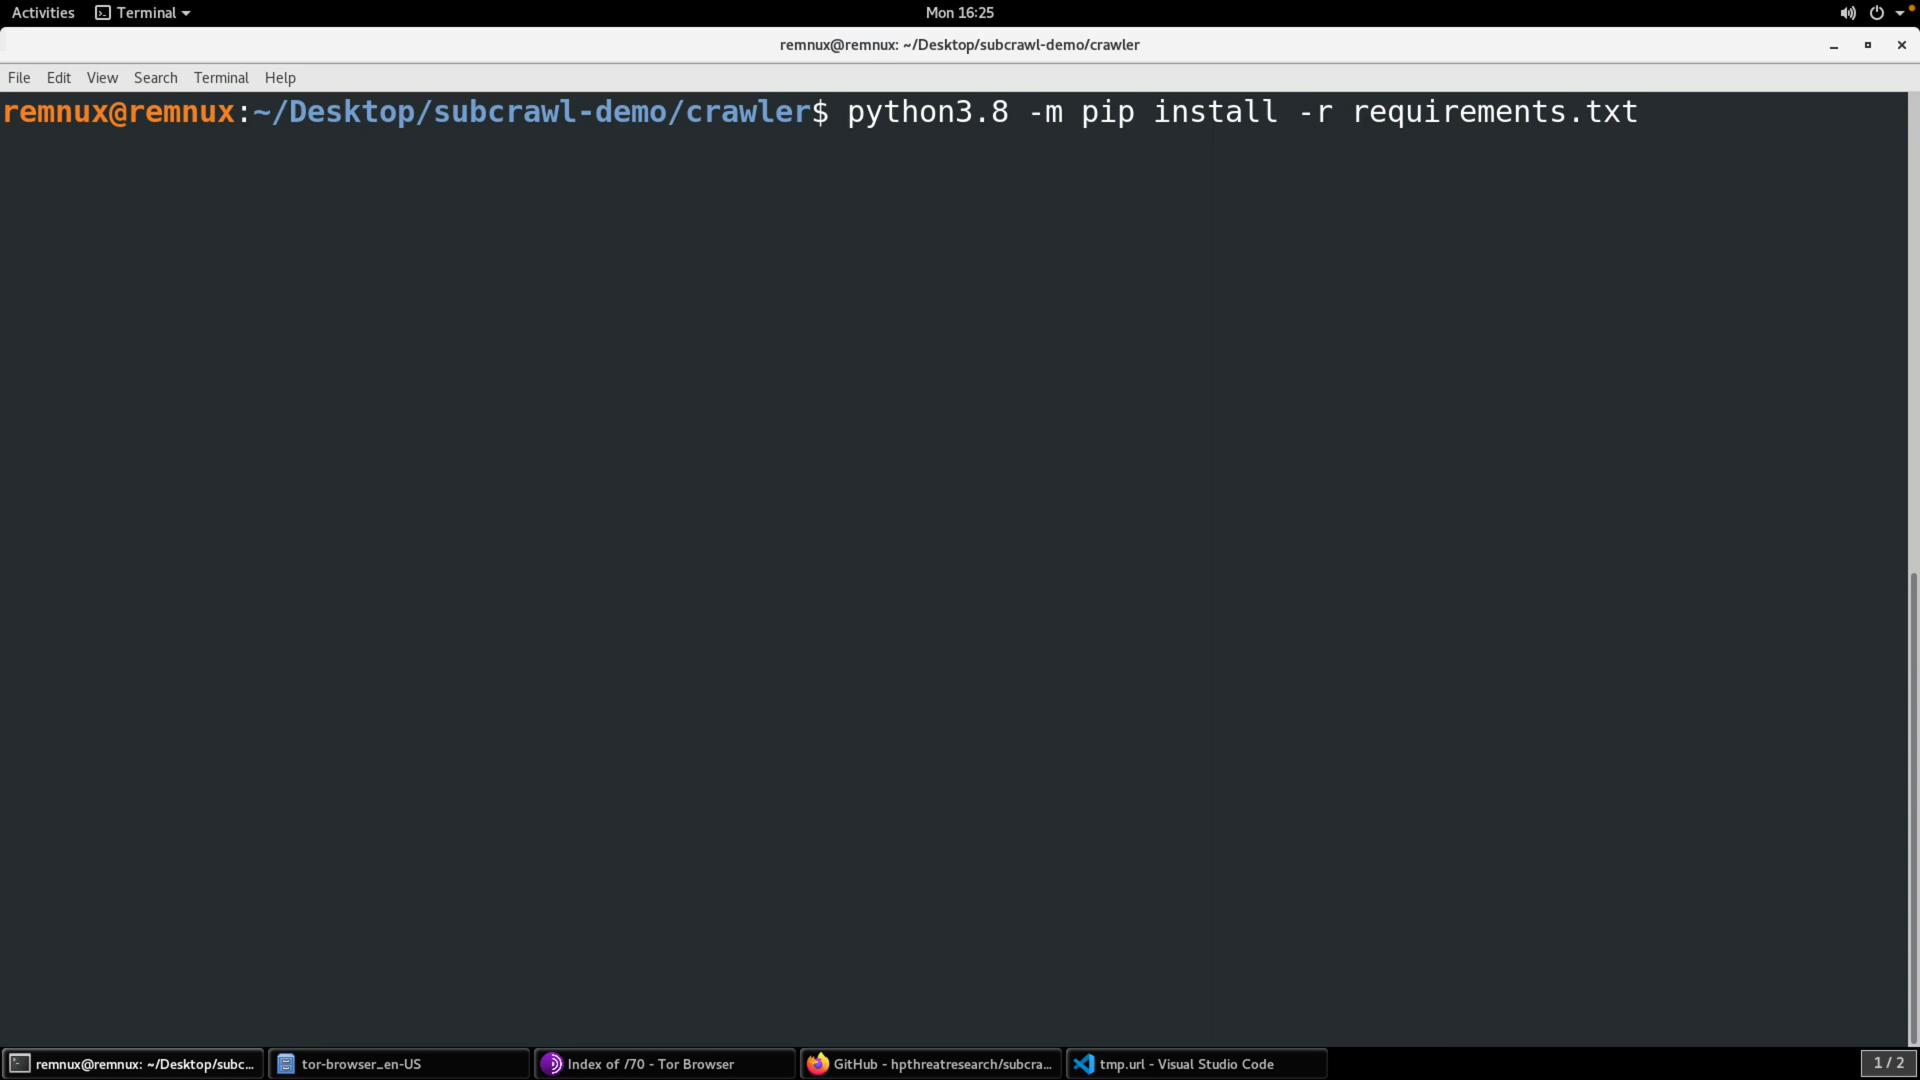 Activities Terminal Mon 16:25
remnux@remnux: ~/Desktop/subcrawl-demo/crawler
File Edit View Search Terminal Help
remnux@remnux:~/Desktop/subcrawl-demo/crawler$ python3.8 -m pip install -r requirements.txt
remnux@remnux: ~/Desktop/subc... tor-browser_en-US Index of /70 - Tor Browser GitHub - hpthreatresearch/subcra... tmp.url - Visual Studio Code 1 / 2